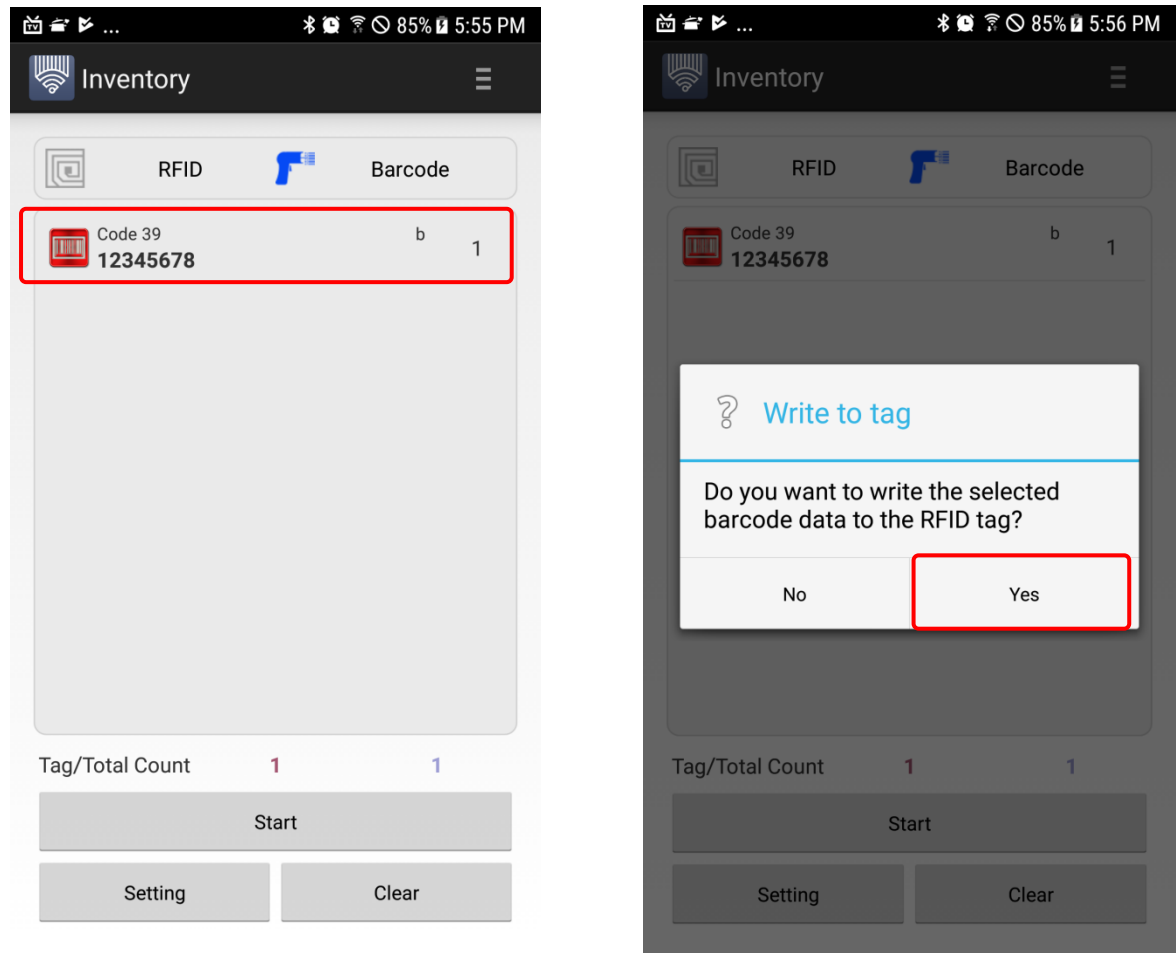 TV ... 85% 5:55 PM
Inventory
RFID Barcode
Code 39 b 1
12345678
Tag/Total Count 1 1
Start
Setting Clear
TV ... 85% 5:56 PM
Inventory
RFID Barcode
Code 39 b 1
12345678
Write to tag
Do you want to write the selected
barcode data to the RFID tag?
No Yes
Tag/Total Count 1 1
Start
Setting Clear